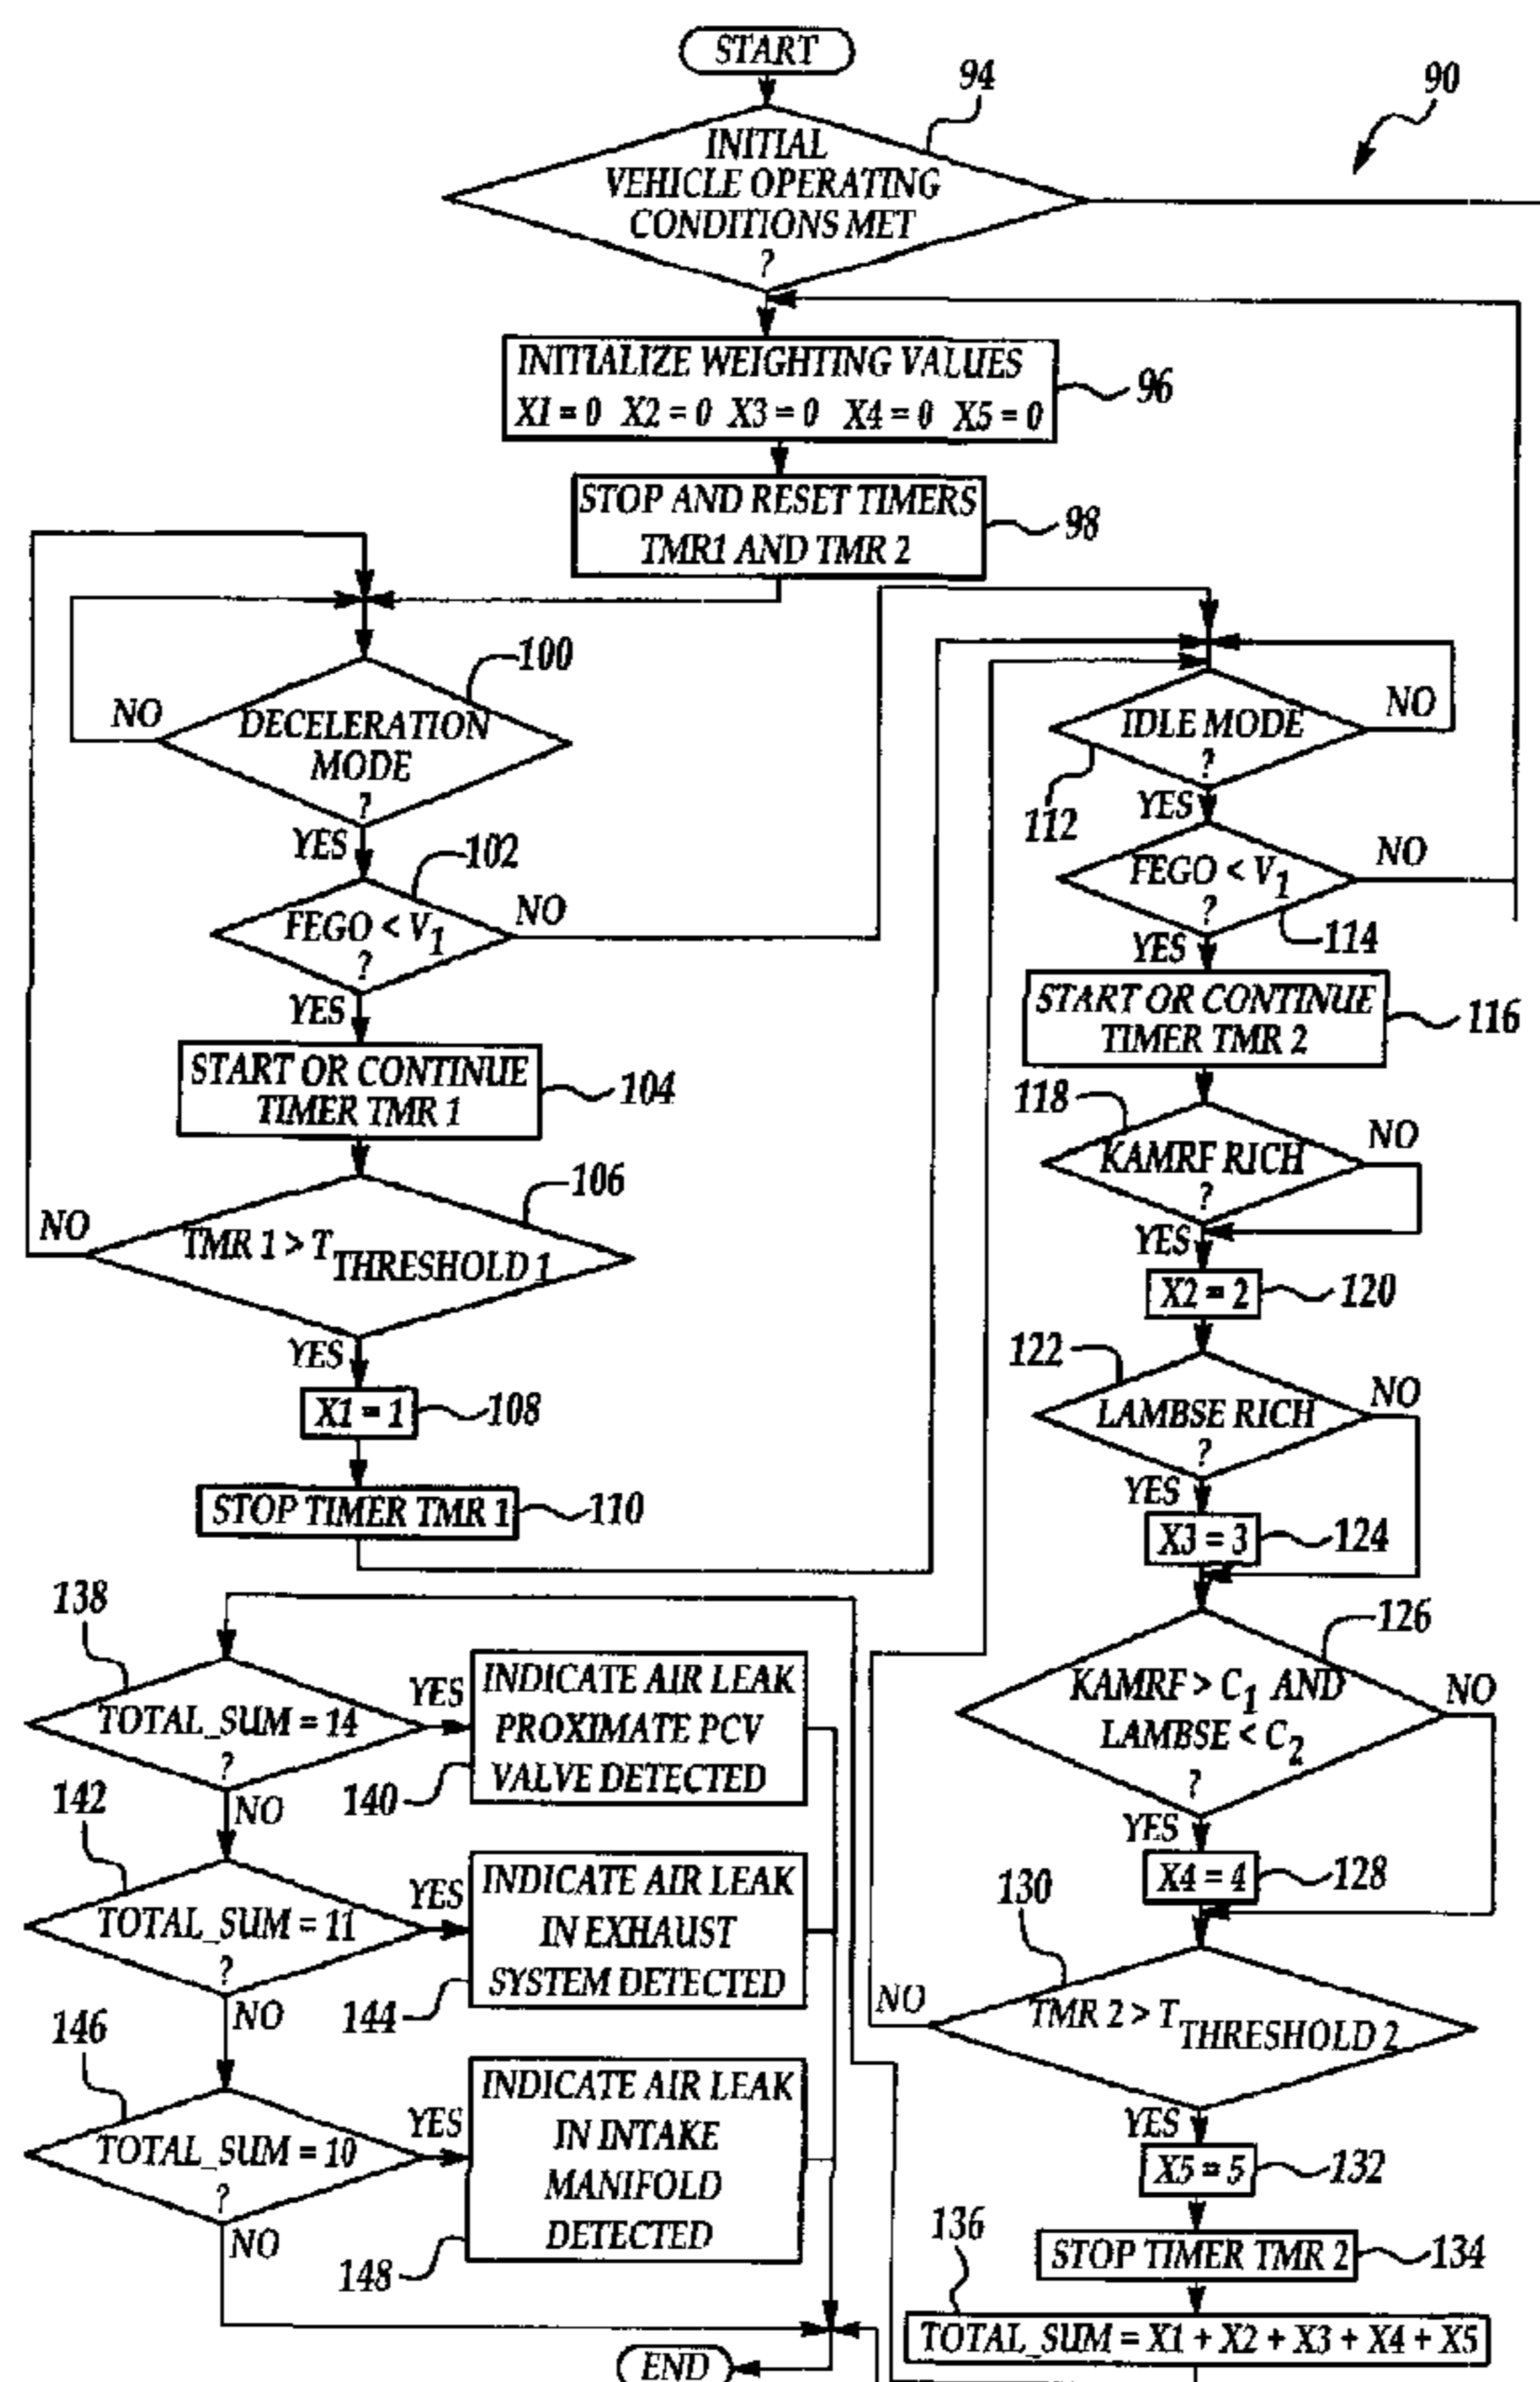 START
94
90
INITIAL
VEHICLE OPERATING
CONDITIONS MET
?
INITIALIZE WEIGHTING VALUES
X1 = 0 X2 = 0 X3 = 0 X4 = 0 X5 = 0
96
STOP AND RESET TIMERS
TMR1 AND TMR 2
98
100
NO
DECELERATION
MODE
?
YES
102
FEGO < V1
?
NO
YES
START OR CONTINUE
TIMER TMR 1
104
106
NO
TMR 1 > T THRESHOLD 1
YES
X1 = 1
108
STOP TIMER TMR 1
110
IDLE MODE
?
NO
112
YES
FEGO < V1
?
NO
114
YES
START OR CONTINUE
TIMER TMR 2
116
118
KAMRF RICH
?
NO
YES
X2 = 2
120
122
LAMBSE RICH
?
NO
YES
X3 = 3
124
126
KAMRF > C1 AND
LAMBSE < C2
?
NO
YES
X4 = 4
128
130
NO
TMR 2 > T THRESHOLD 2
YES
X5 = 5
132
STOP TIMER TMR 2
134
136
TOTAL_SUM = X1 + X2 + X3 + X4 + X5
138
TOTAL_SUM = 14
?
YES
INDICATE AIR LEAK
PROXIMATE PCV
VALVE DETECTED
140
NO
142
TOTAL_SUM = 11
?
YES
INDICATE AIR LEAK
IN EXHAUST
SYSTEM DETECTED
144
NO
146
TOTAL_SUM = 10
?
YES
INDICATE AIR LEAK
IN INTAKE
MANIFOLD
DETECTED
148
NO
END